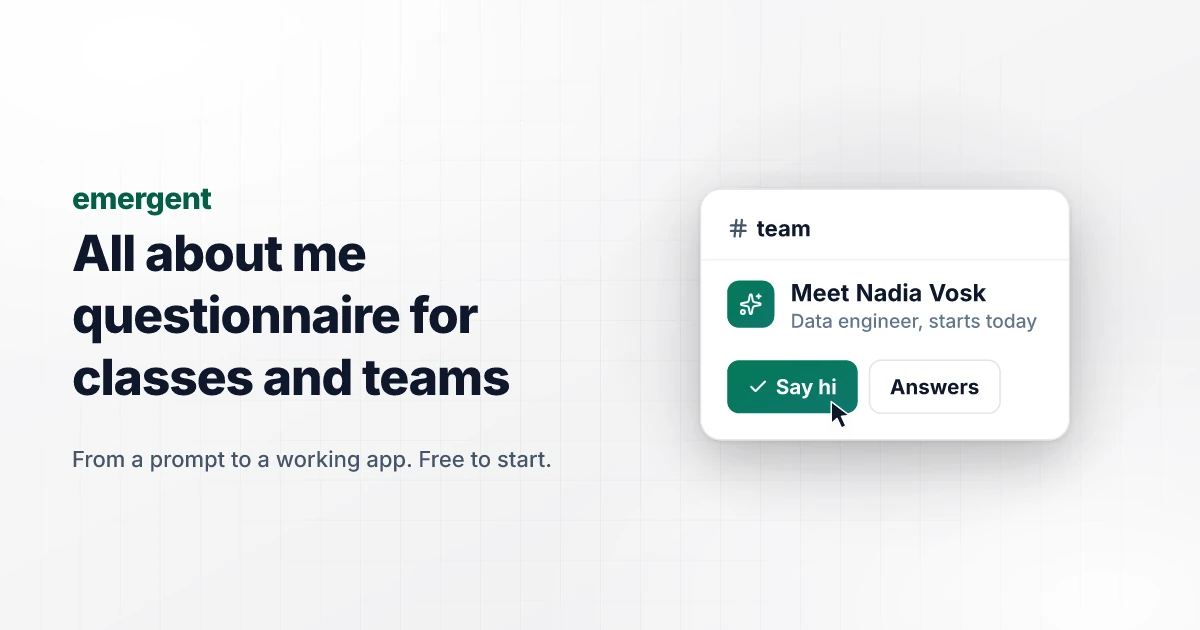 emergent
All about me
questionnaire for
classes and teams
From a prompt to a working app. Free to start.
# team
Meet Nadia Vosk
Data engineer, starts today
Say hi
Answers